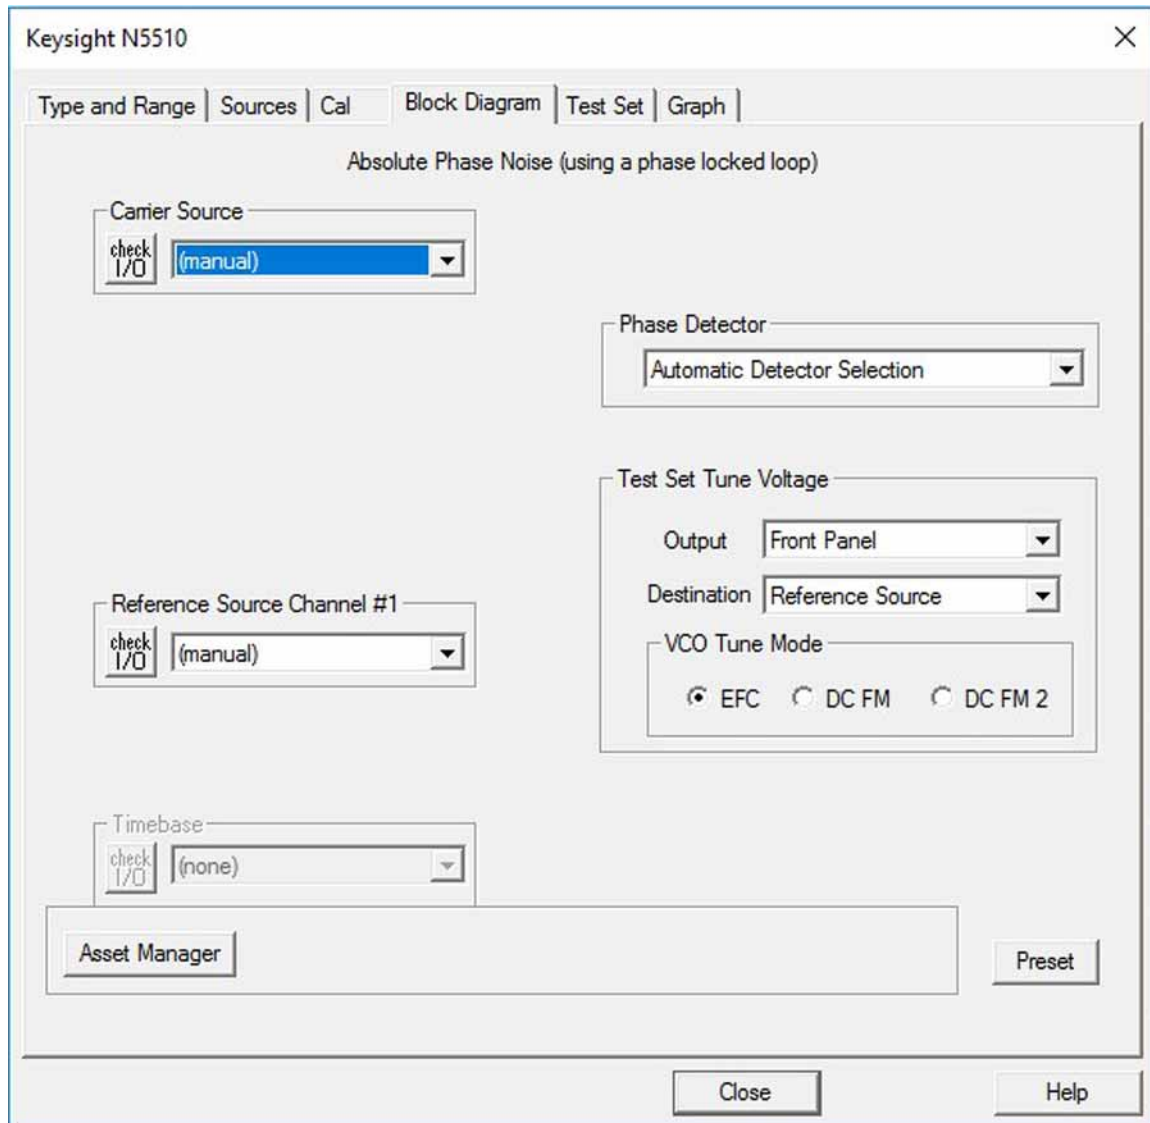 Keysight N5510
Type and Range Sources Cal Block Diagram Test Set Graph
Absolute Phase Noise (using a phase locked loop)
Carrier Source
check I/O
(manual)
Phase Detector
Automatic Detector Selection
Test Set Tune Voltage
Output Front Panel
Destination Reference Source
VCO Tune Mode
EFC DC FM DC FM 2
Reference Source Channel #1
check I/O
(manual)
Timebase
check I/O
(none)
Asset Manager
Preset
Close Help